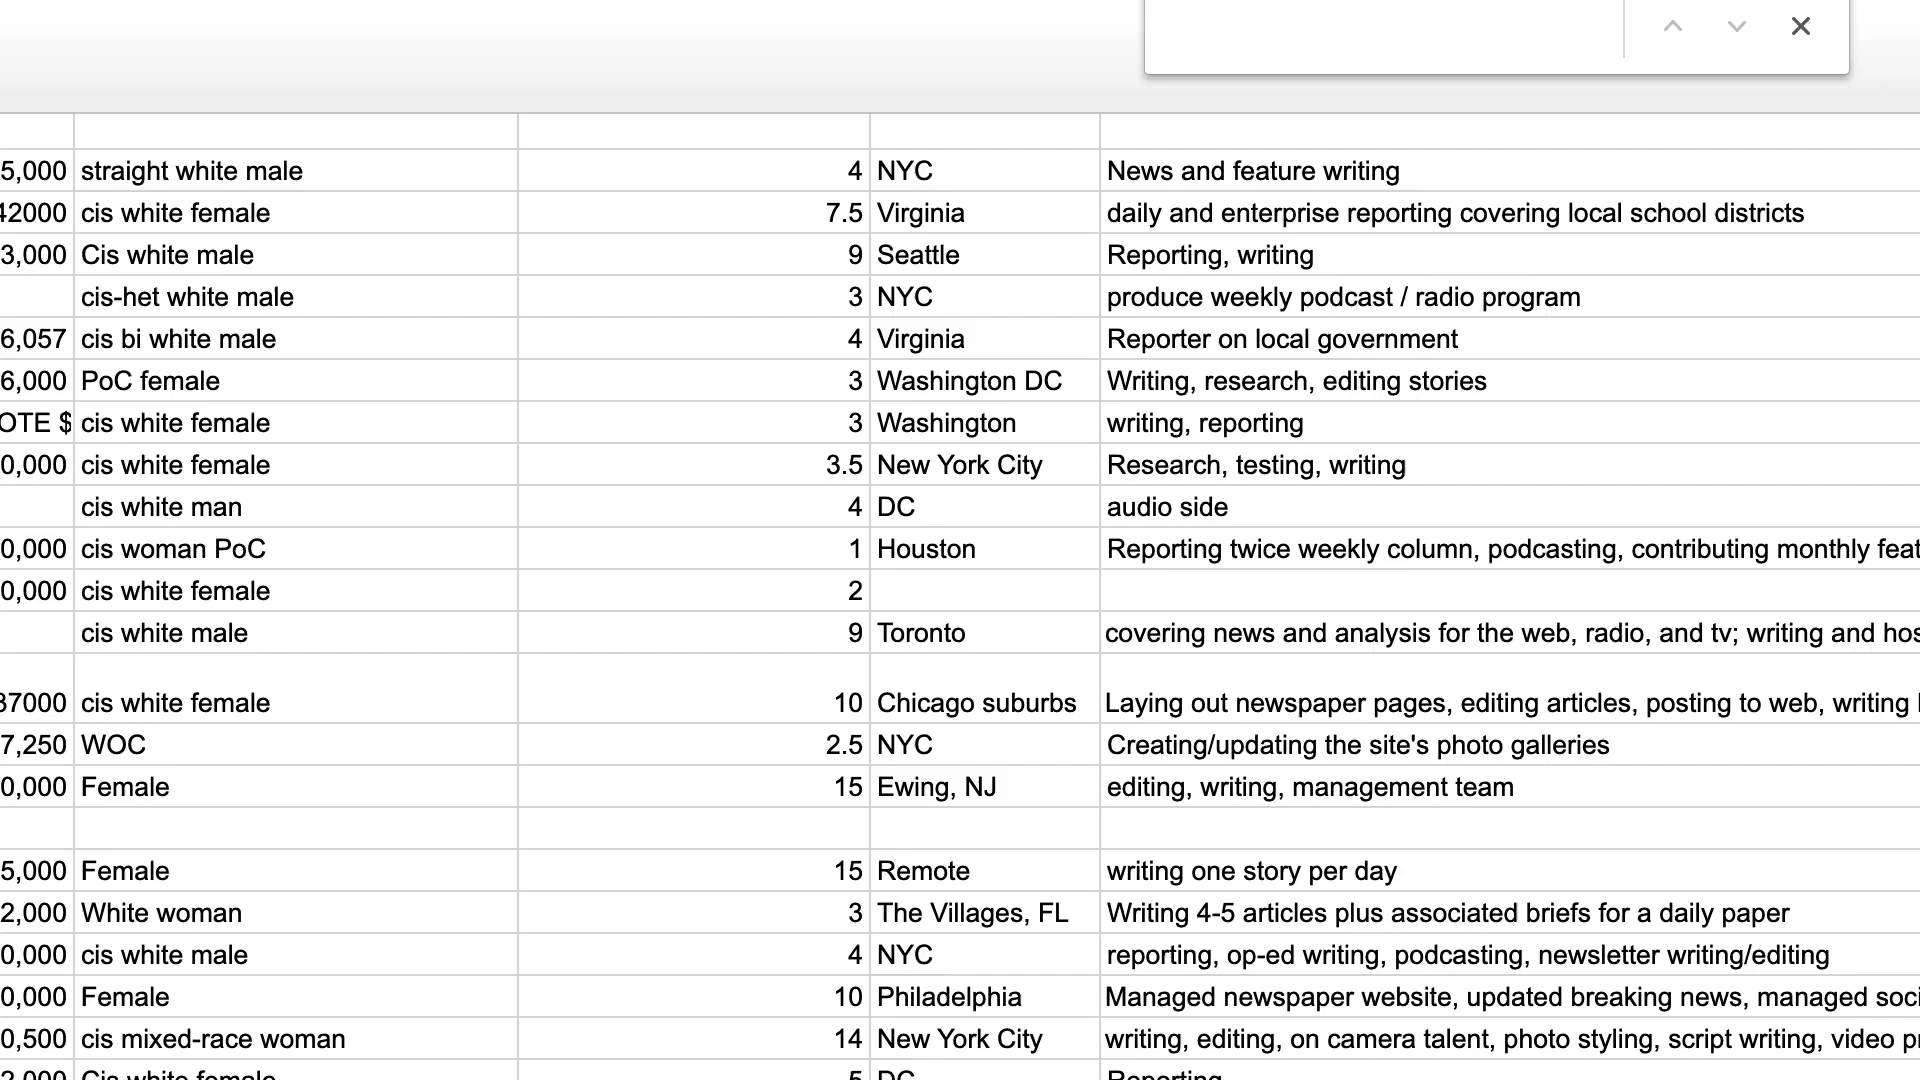 5,000 straight white male 4 NYC News and feature writing
42000 cis white female 7.5 Virginia daily and enterprise reporting covering local school districts
3,000 Cis white male 9 Seattle Reporting, writing
cis-het white male 3 NYC produce weekly podcast / radio program
6,057 cis bi white male 4 Virginia Reporter on local government
6,000 PoC female 3 Washington DC Writing, research, editing stories
OTE $ cis white female 3 Washington writing, reporting
0,000 cis white female 3.5 New York City Research, testing, writing
cis white man 4 DC audio side
0,000 cis woman PoC 1 Houston Reporting twice weekly column, podcasting, contributing monthly feat
0,000 cis white female 2
cis white male 9 Toronto covering news and analysis for the web, radio, and tv; writing and hos
37000 cis white female 10 Chicago suburbs Laying out newspaper pages, editing articles, posting to web, writing
7,250 WOC 2.5 NYC Creating/updating the site's photo galleries
0,000 Female 15 Ewing, NJ editing, writing, management team
5,000 Female 15 Remote writing one story per day
2,000 White woman 3 The Villages, FL Writing 4-5 articles plus associated briefs for a daily paper
0,000 cis white male 4 NYC reporting, op-ed writing, podcasting, newsletter writing/editing
0,000 Female 10 Philadelphia Managed newspaper website, updated breaking news, managed soci
0,500 cis mixed-race woman 14 New York City writing, editing, on camera talent, photo styling, script writing, video p
2,000 Cis white female 5 DC Reporting